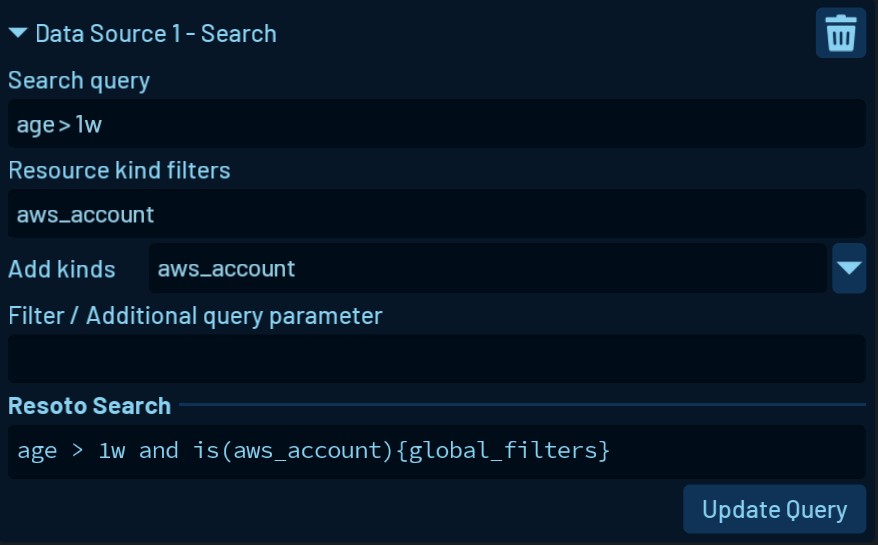 Data Source 1 - Search
Search query
age > 1w
Resource kind filters
aws_account
Add kinds aws_account
Filter / Additional query parameter
Resoto Search
age > 1w and is(aws_account){global_filters}
Update Query